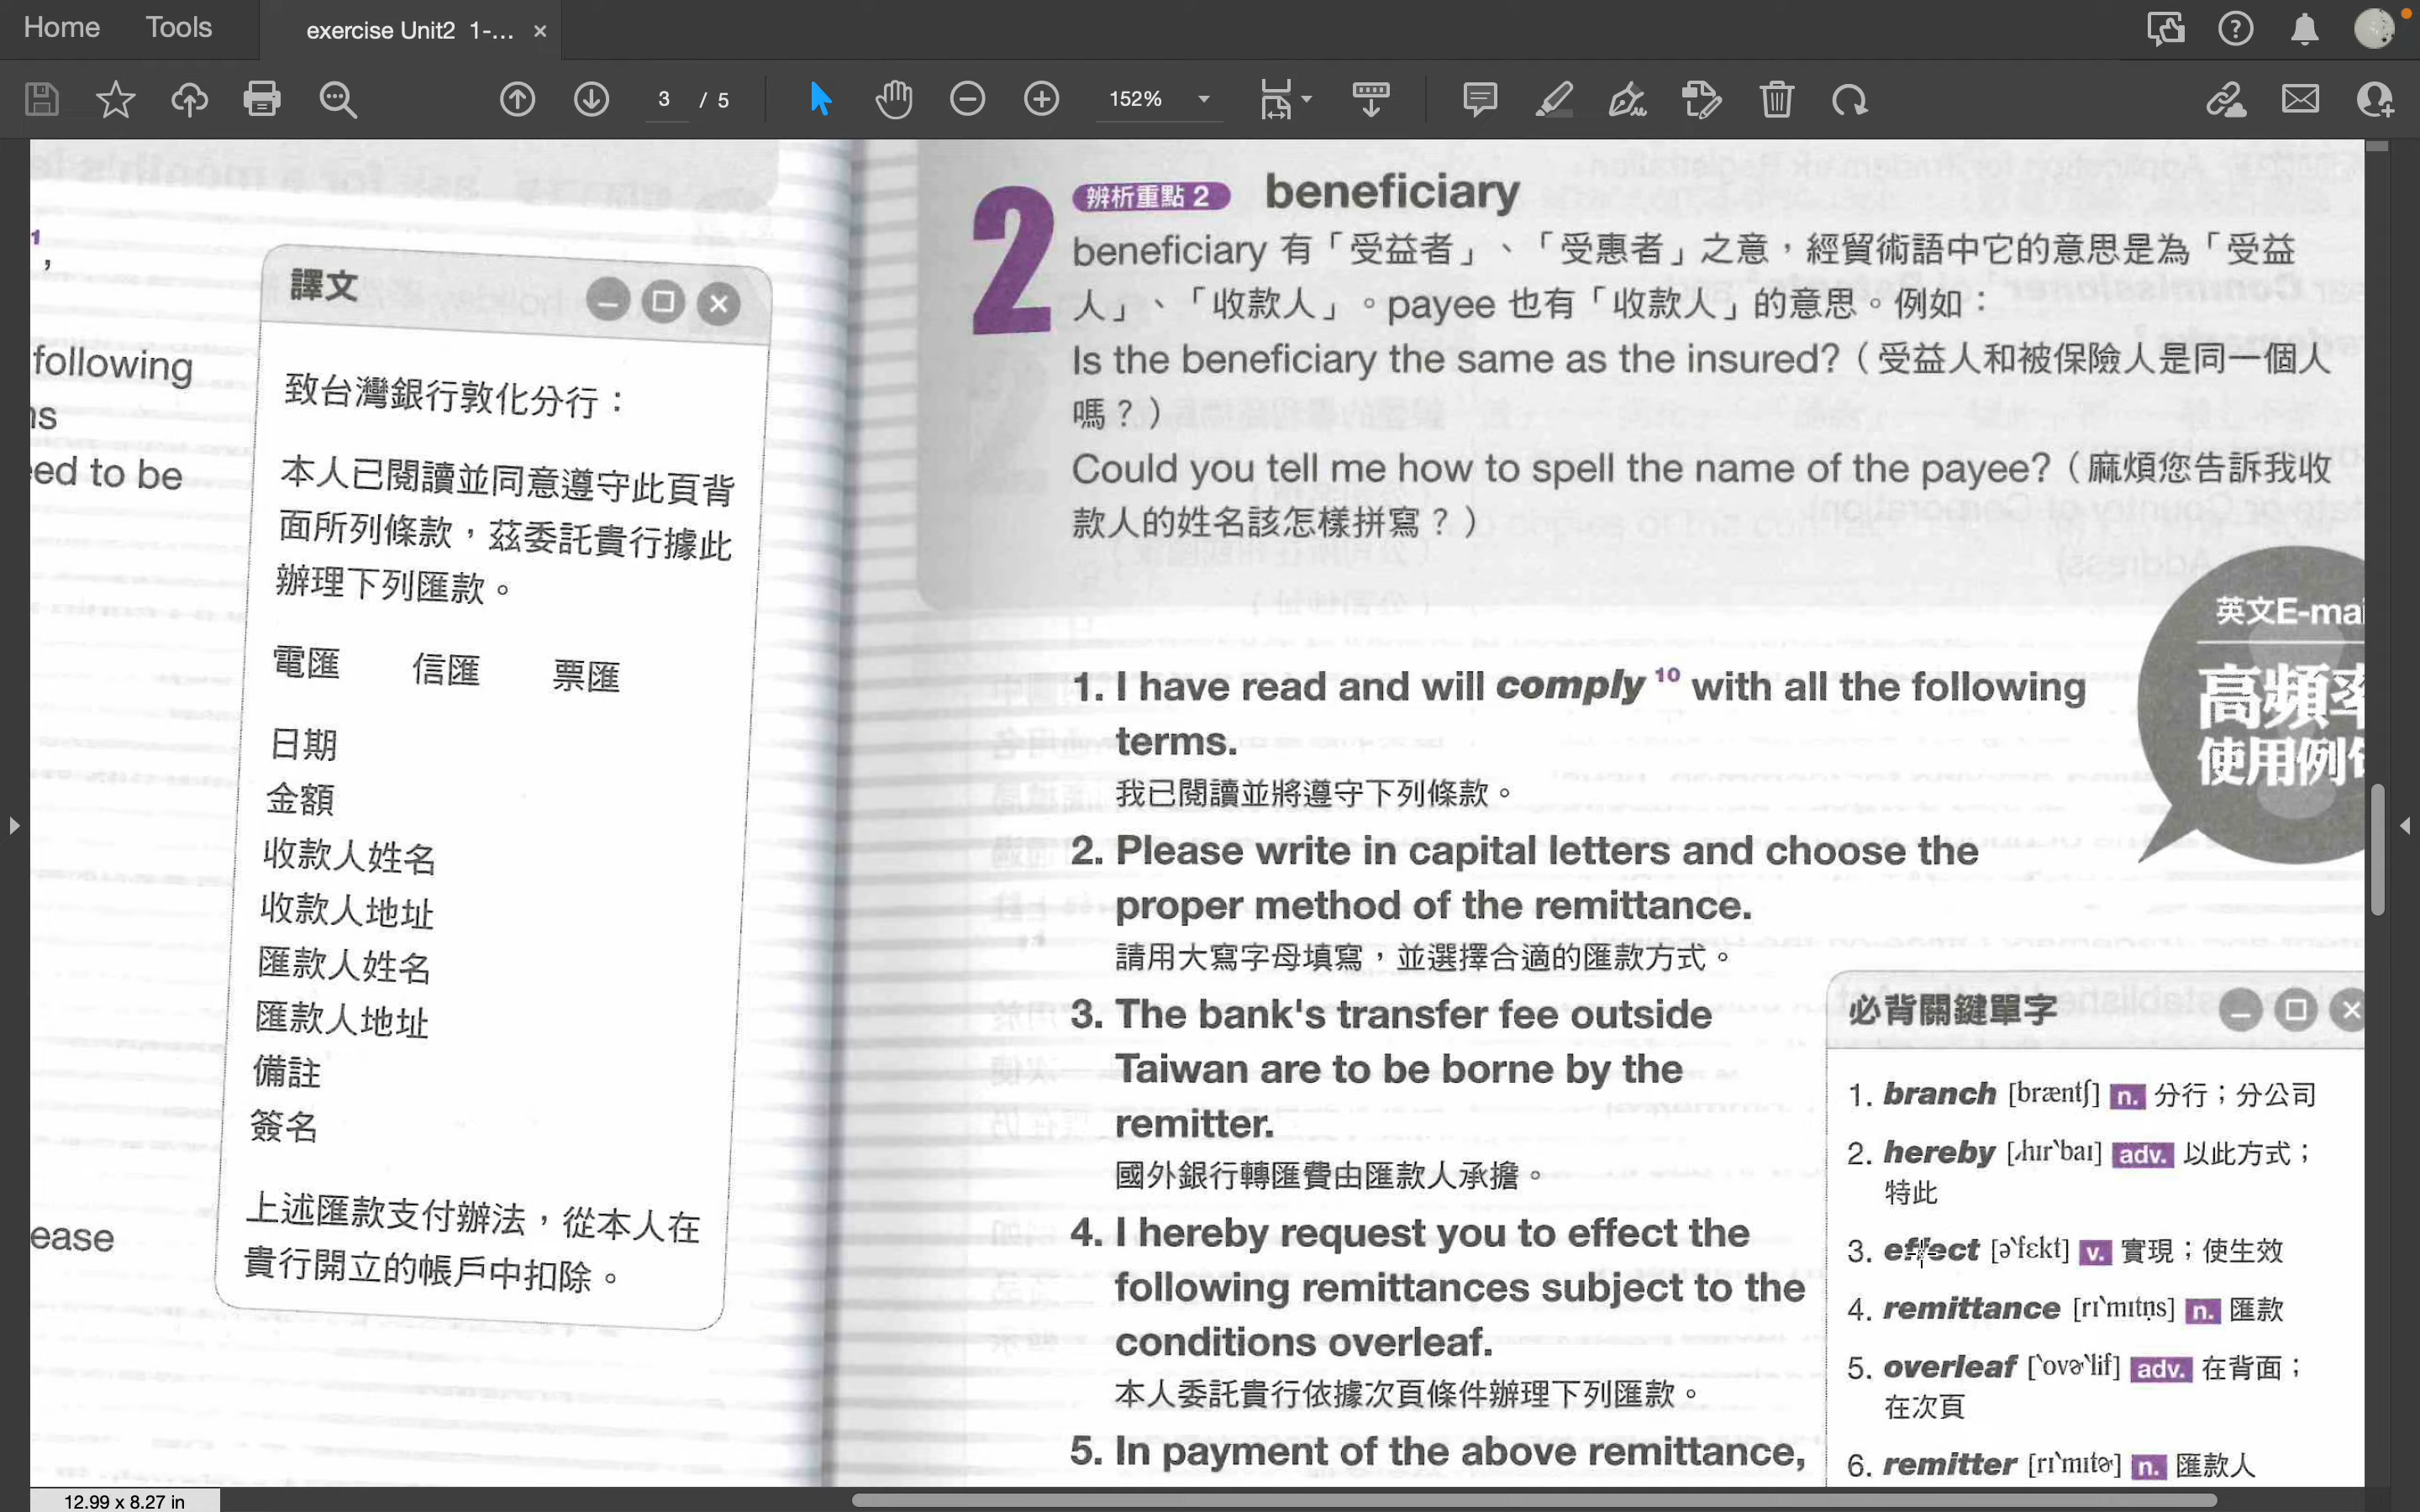 Home Tools exercise Unit2 1-... ×
3 / 5 152%
1
,
following
ns
eed to be
ease
譯文
致台灣銀行敦化分行：
本人已閱讀並同意遵守此頁背
面所列條款，茲委託貴行據此
辦理下列匯款。
電匯 信匯 票匯
日期
金額
收款人姓名
收款人地址
匯款人姓名
匯款人地址
備註
簽名
上述匯款支付辦法，從本人在
貴行開立的帳戶中扣除。
2 辨析重點 2 beneficiary
beneficiary 有「受益者」、「受惠者」之意，經貿術語中它的意思是為「受益
人」、「收款人」。payee 也有「收款人」的意思。例如：
Is the beneficiary the same as the insured?（受益人和被保險人是同一個人
嗎？）
Could you tell me how to spell the name of the payee?（麻煩您告訴我收
款人的姓名該怎樣拼寫？）
英文E-mai
高頻率
使用例句
1. I have read and will comply 10 with all the following
terms.
我已閱讀並將遵守下列條款。
2. Please write in capital letters and choose the
proper method of the remittance.
請用大寫字母填寫，並選擇合適的匯款方式。
3. The bank's transfer fee outside
Taiwan are to be borne by the
remitter.
國外銀行轉匯費由匯款人承擔。
4. I hereby request you to effect the
following remittances subject to the
conditions overleaf.
本人委託貴行依據次頁條件辦理下列匯款。
5. In payment of the above remittance,
必背關鍵單字
1. branch [bræntʃ] n. 分行；分公司
2. hereby [ˌhɪrˋbaɪ] adv. 以此方式；
特此
3. effect [əˋfɛkt] v. 實現；使生效
4. remittance [rɪˋmɪtn̩s] n. 匯款
5. overleaf [ˋovɚˋlif] adv. 在背面；
在次頁
6. remitter [rɪˋmɪtɚ] n. 匯款人
12.99 x 8.27 in